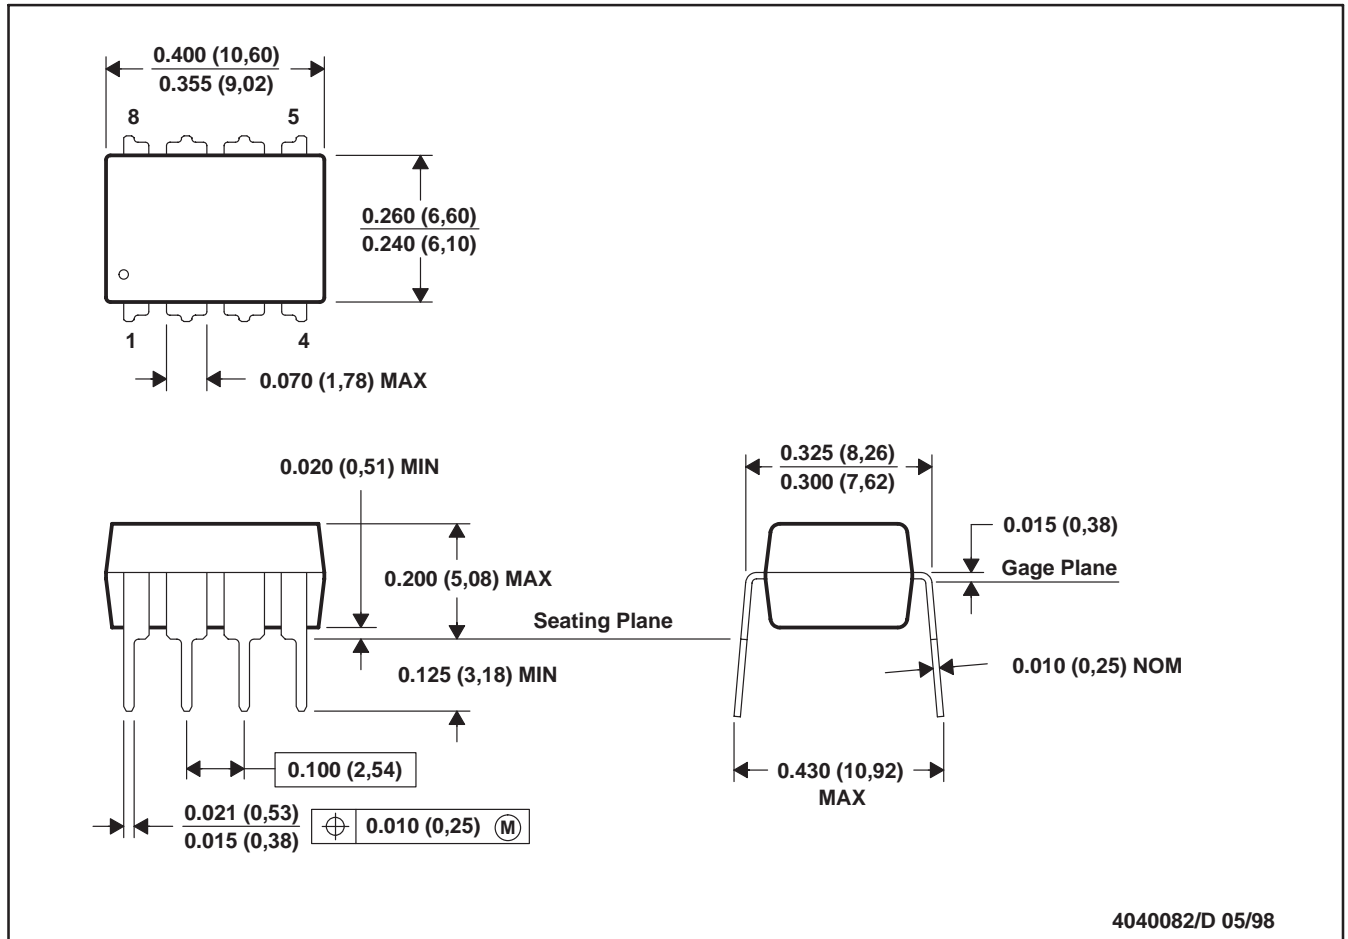 0.400 (10,60)
0.355 (9,02)
8
5
0.260 (6,60)
0.240 (6,10)
1
4
0.070 (1,78) MAX
0.020 (0,51) MIN
0.325 (8,26)
0.300 (7,62)
0.015 (0,38)
0.200 (5,08) MAX
Gage Plane
Seating Plane
0.125 (3,18) MIN
0.010 (0,25) NOM
0.100 (2,54)
0.430 (10,92)
MAX
0.021 (0,53)
0.015 (0,38)
0.010 (0,25) M
4040082/D 05/98